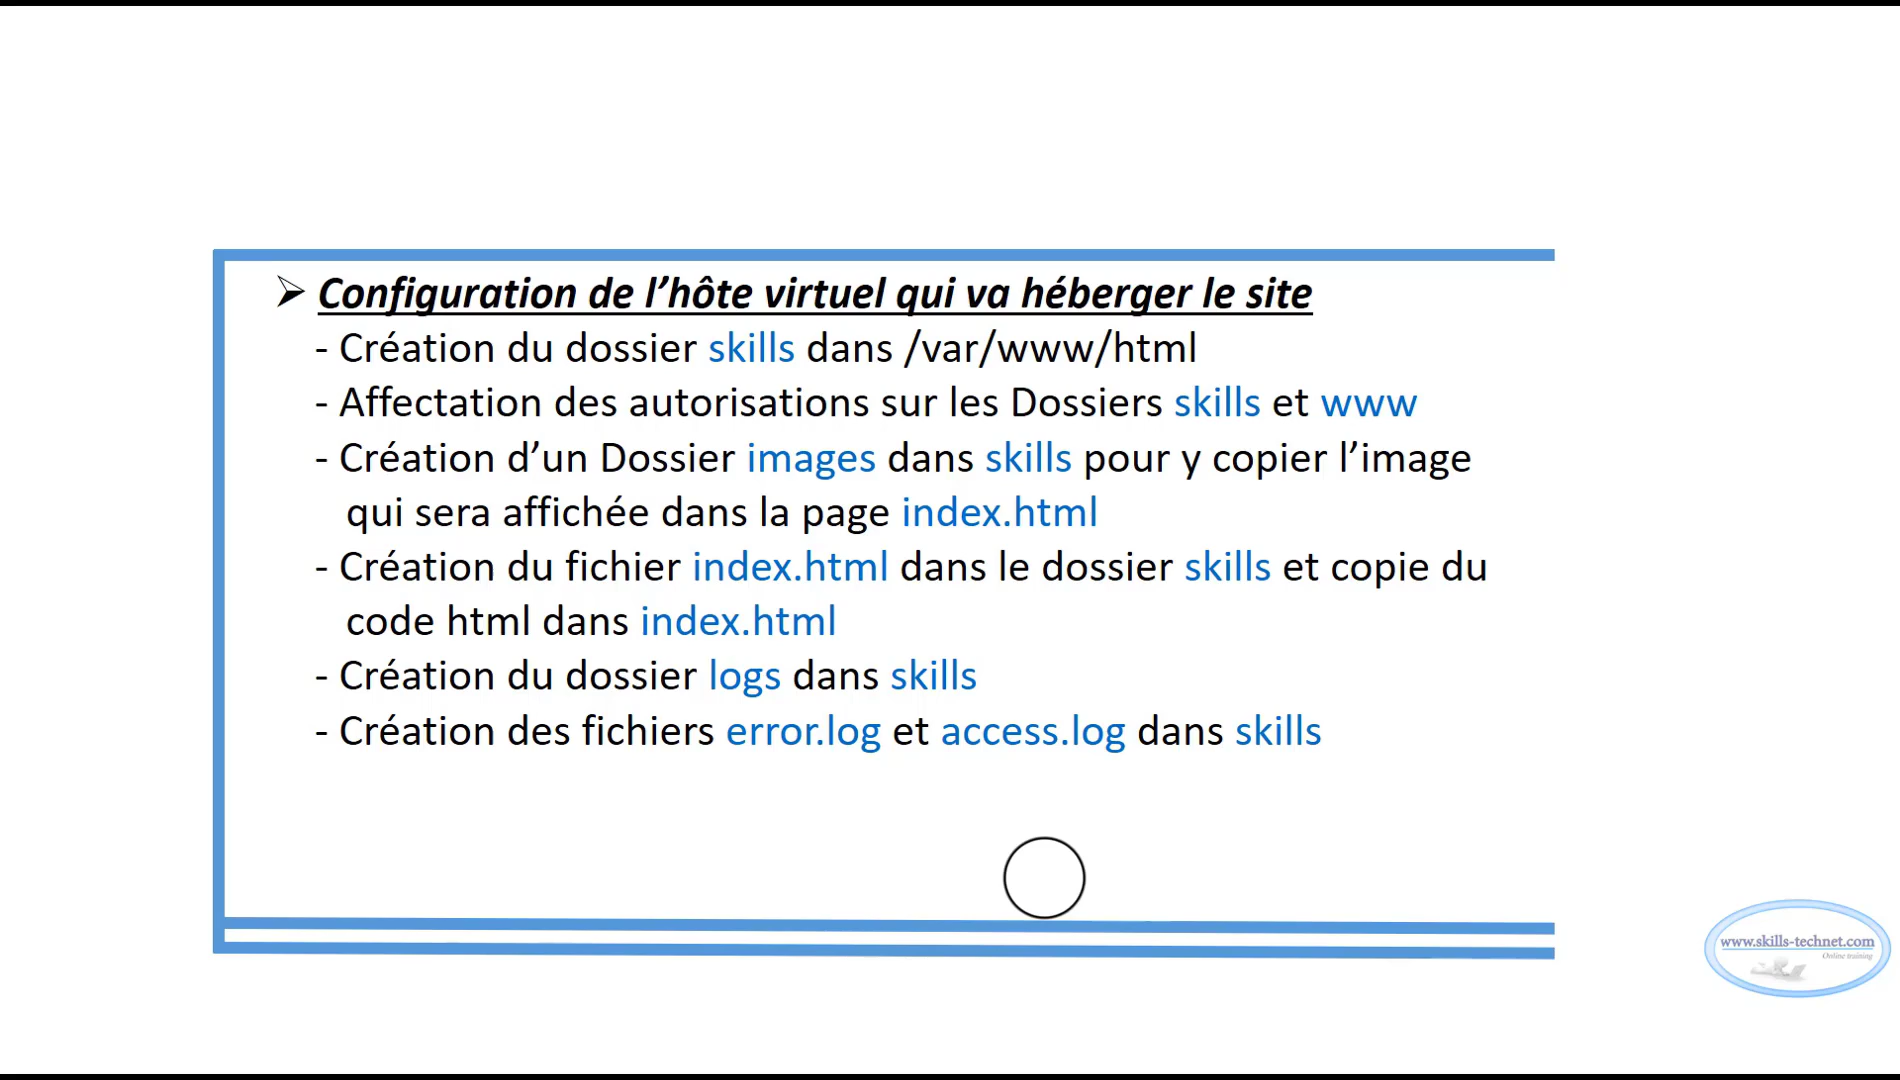 ➢ Configuration de l’hôte virtuel qui va héberger le site
- Création du dossier skills dans /var/www/html
- Affectation des autorisations sur les Dossiers skills et www
- Création d’un Dossier images dans skills pour y copier l’image
qui sera affichée dans la page index.html
- Création du fichier index.html dans le dossier skills et copie du
code html dans index.html
- Création du dossier logs dans skills
- Création des fichiers error.log et access.log dans skills
www.skills-technet.com
Online training